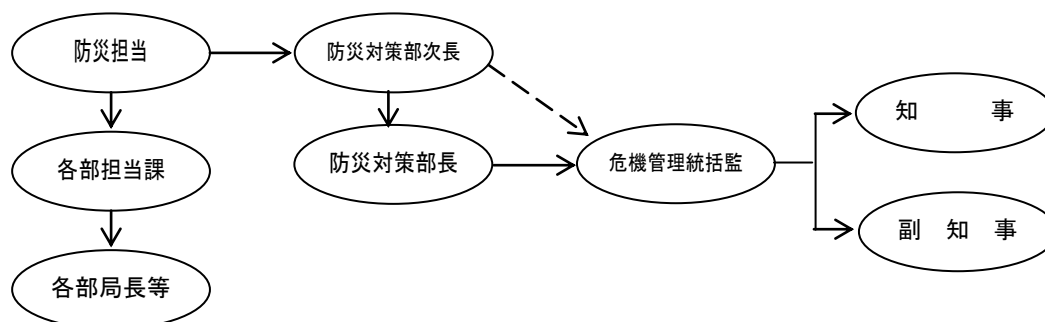 防災担当
防災対策部次長
知　　事
各部担当課
防災対策部長
危機管理統括監
副　知　事
各部局長等